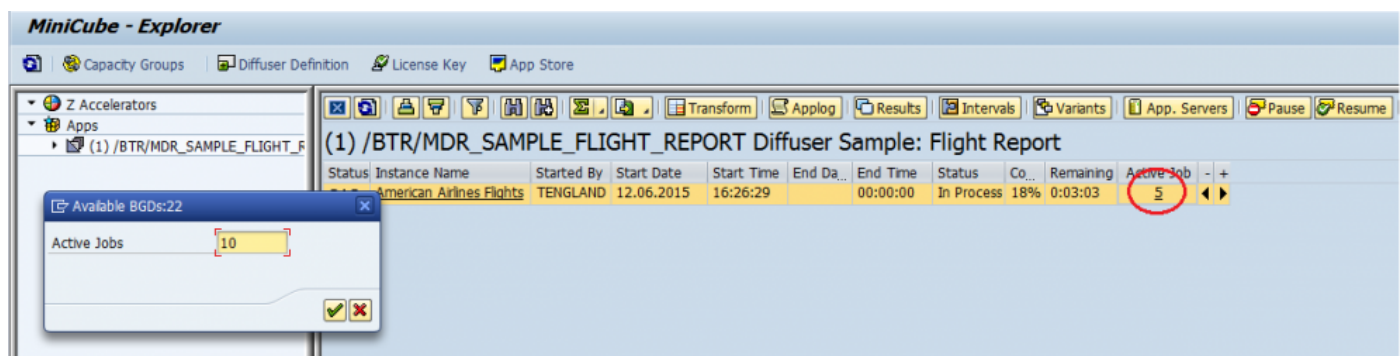 MiniCube - Explorer
Capacity Groups Diffuser Definition License Key App Store
Z Accelerators
Apps
(1) /BTR/MDR_SAMPLE_FLIGHT_R
Transform Applog Results Intervals Variants App. Servers Pause Resume
(1) /BTR/MDR_SAMPLE_FLIGHT_REPORT Diffuser Sample: Flight Report
Status Instance Name Started By Start Date Start Time End Da... End Time Status Co... Remaining Active Job - +
American Airlines Flights TENGLAND 12.06.2015 16:26:29 00:00:00 In Process 18% 0:03:03 5
Available BGDs:22
Active Jobs 10